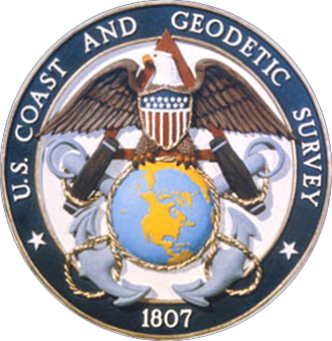 U.S. COAST AND GEODETIC SURVEY
1807